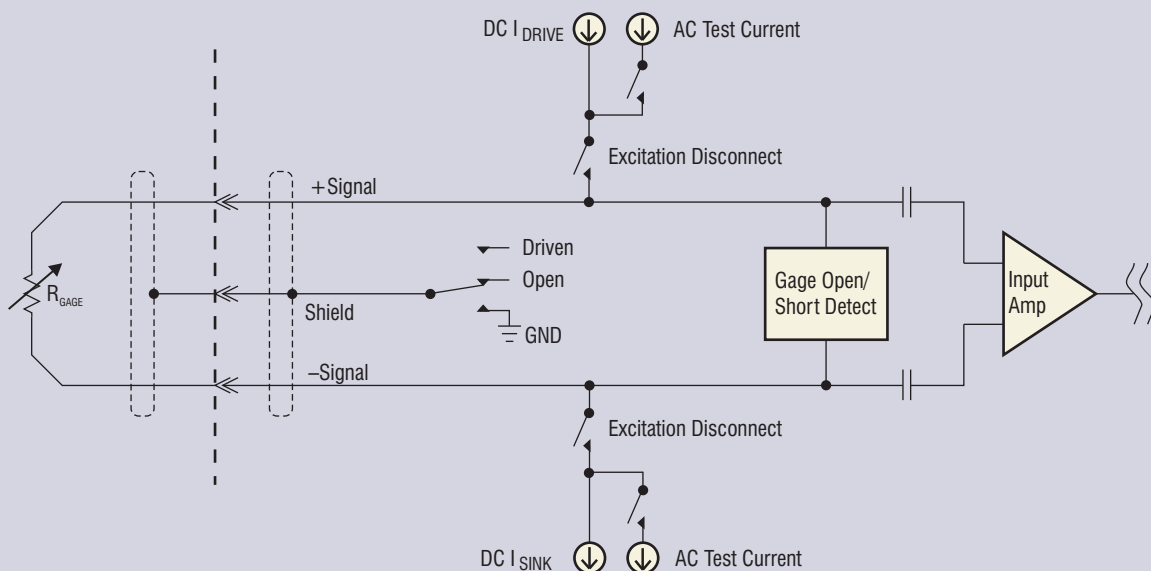 DC I DRIVE
AC Test Current
Excitation Disconnect
+Signal
Driven
Open
GND
Shield
RGAGE
Gage Open/
Short Detect
Input
Amp
–Signal
Excitation Disconnect
DC I SINK
AC Test Current